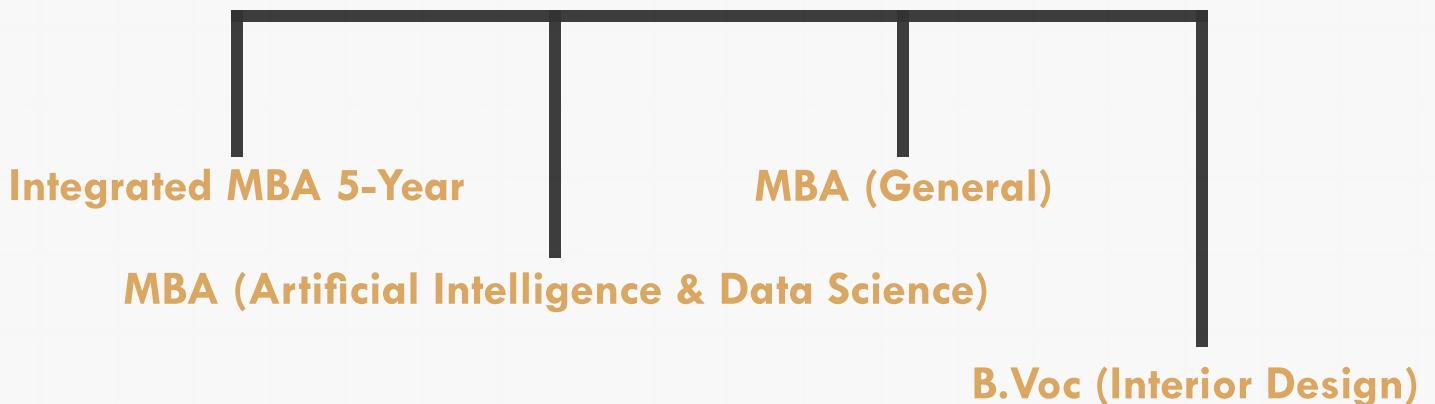 Integrated MBA 5-Year
MBA (General)
MBA (Artificial Intelligence & Data Science)
B.Voc (Interior Design)